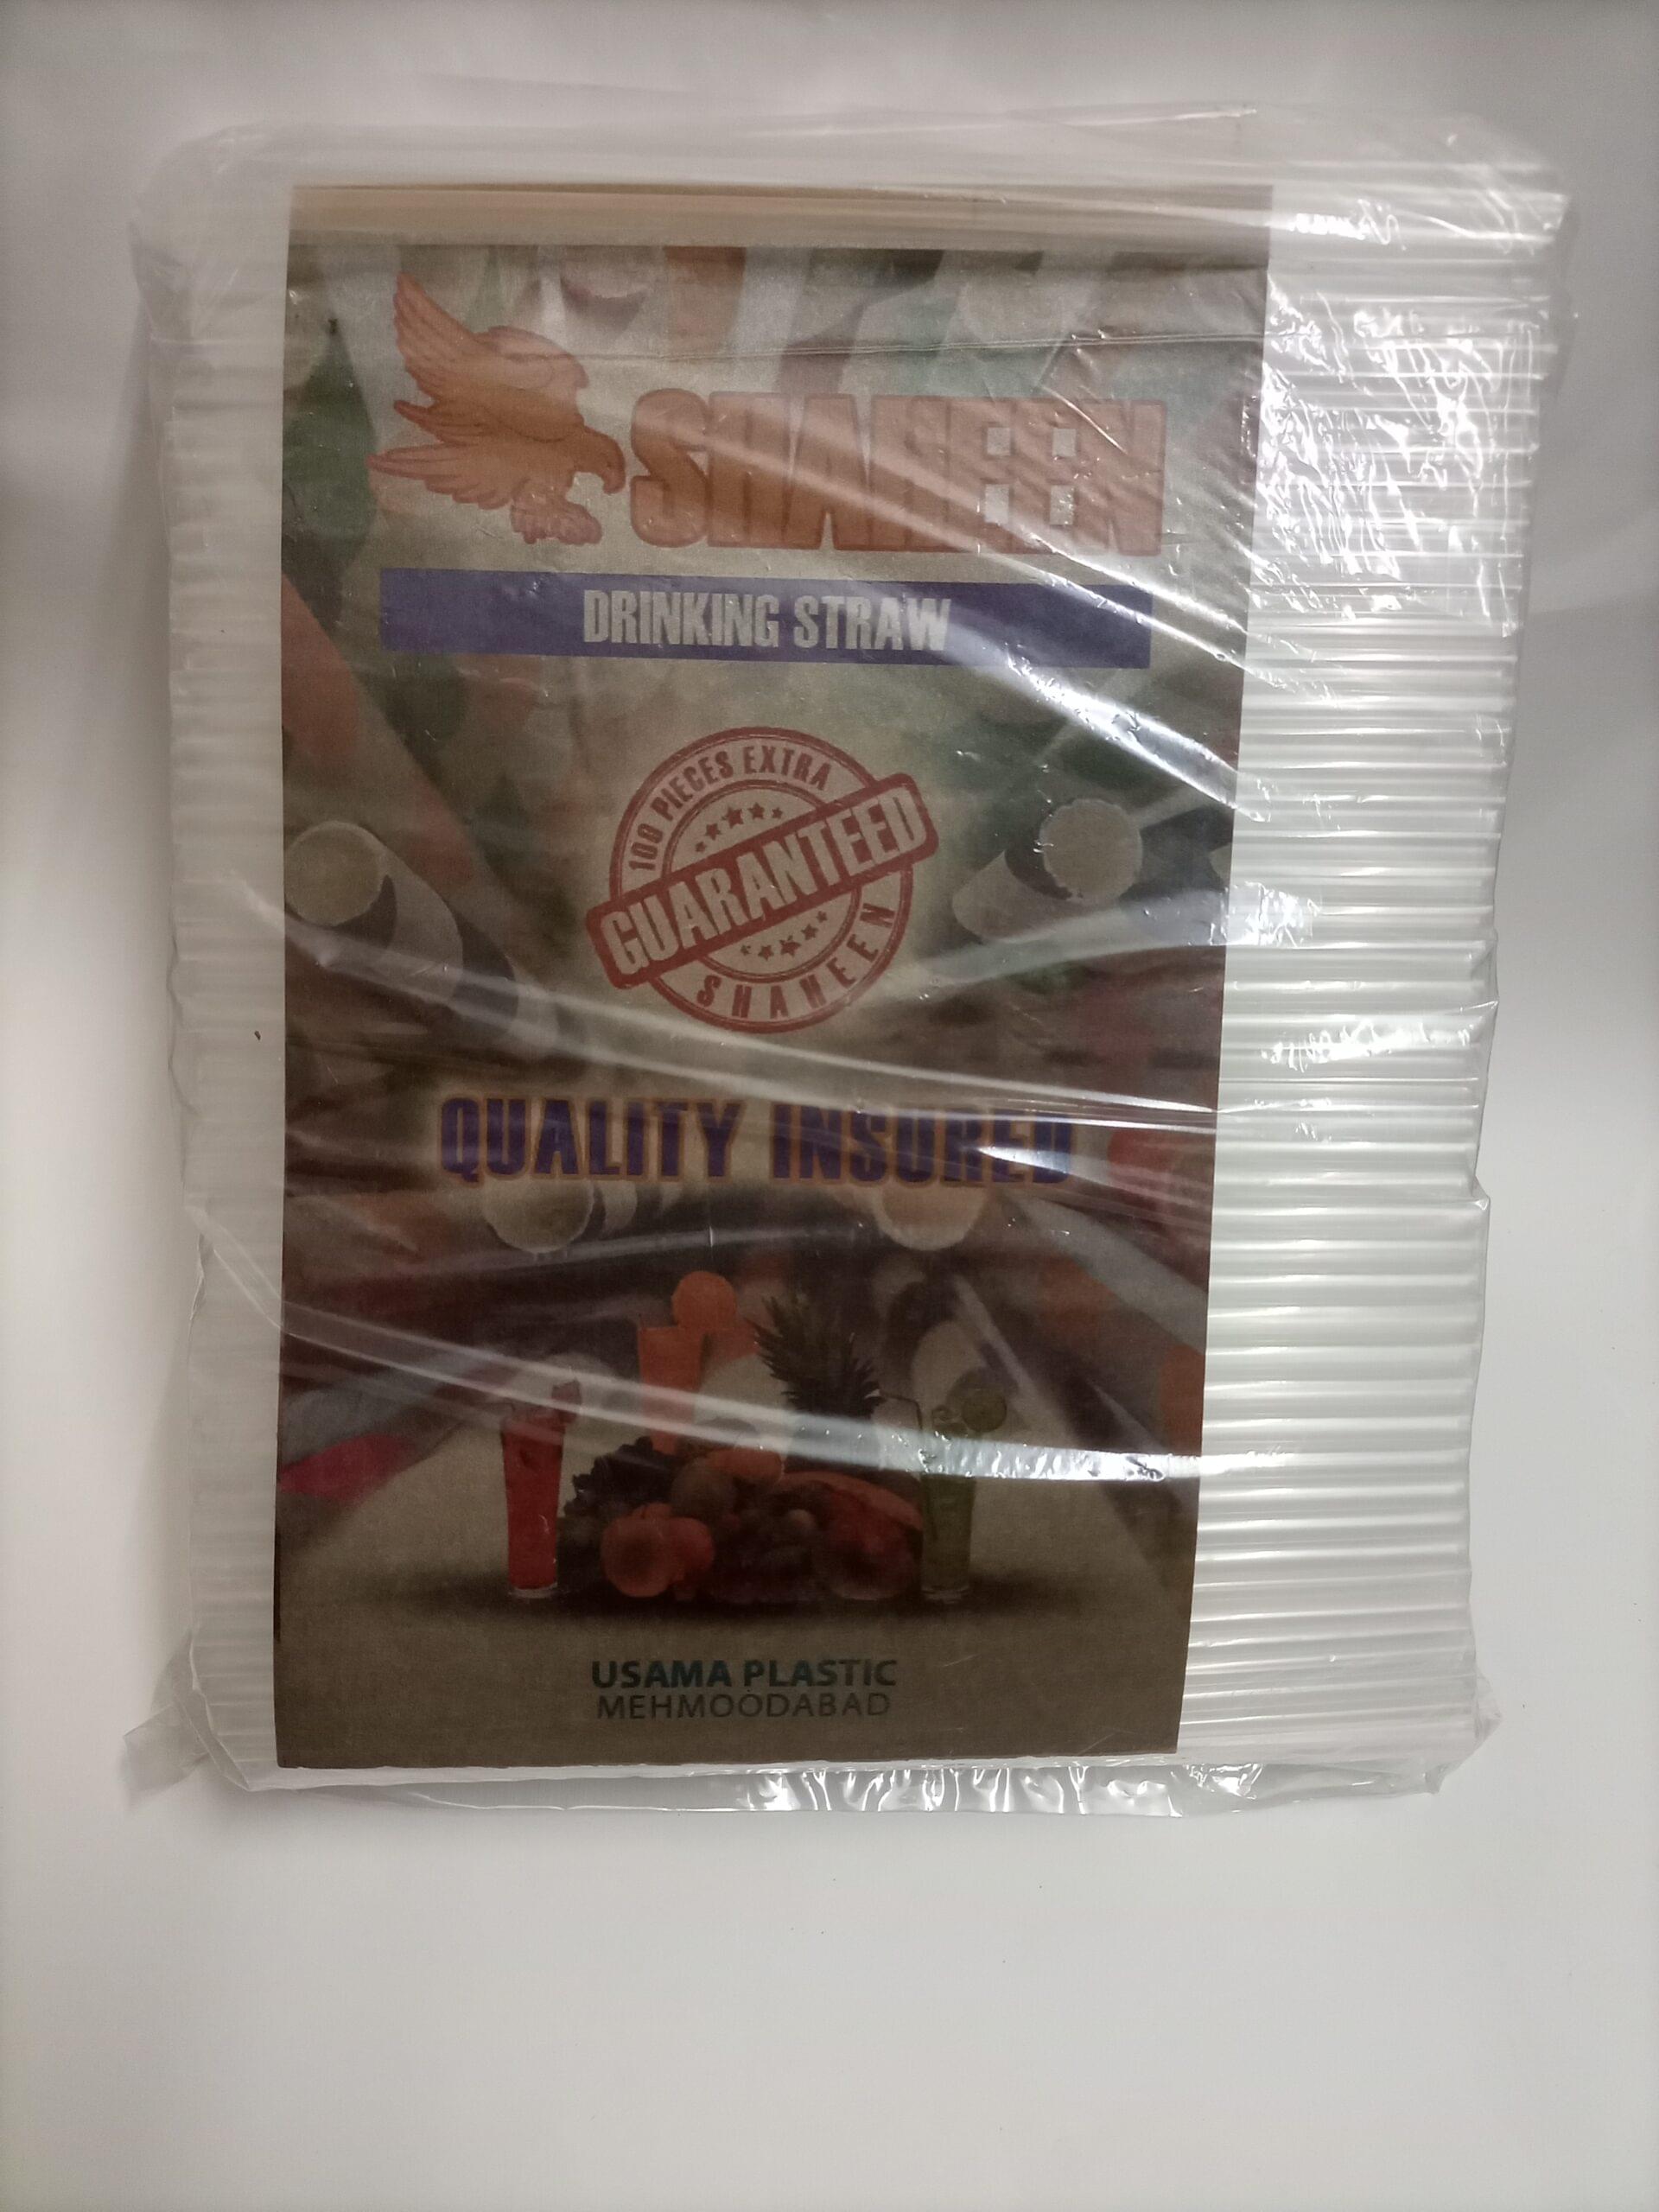 SHAHEEN
DRINKING STRAW
100 PIECES EXTRA
GUARANTEED
SHAHEEN
QUALITY INSURED
USAMA PLASTIC
MEHMOODABAD